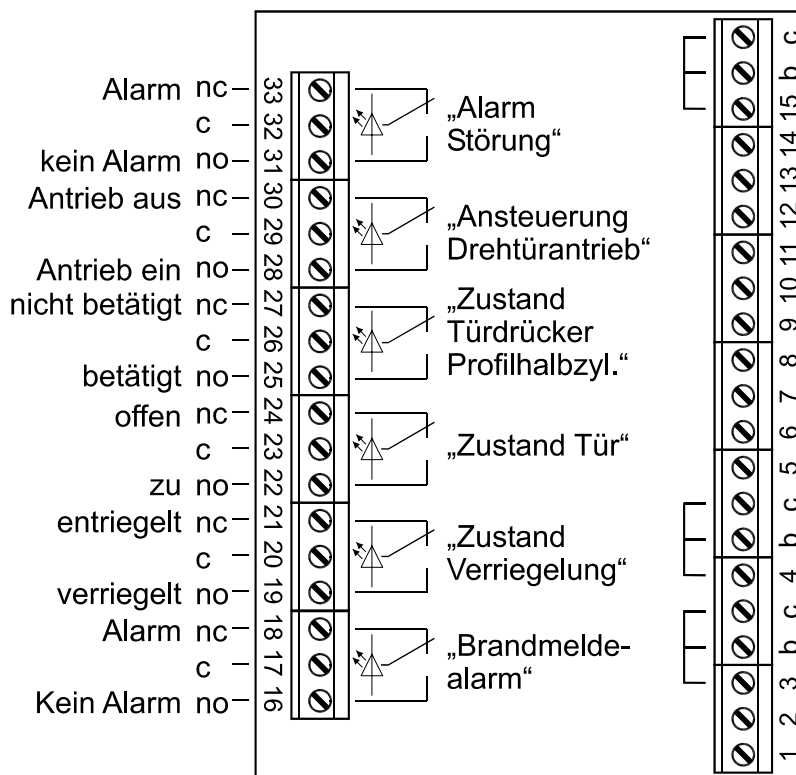 Alarm nc 33
c 32
kein Alarm no 31
„Alarm
Störung“
Antrieb aus nc 30
c 29
Antrieb ein no 28
„Ansteuerung
Drehtürantrieb“
nicht betätigt nc 27
c 26
betätigt no 25
„Zustand
Türdrücker
Profilhalbzyl.“
offen nc 24
c 23
zu no 22
„Zustand Tür“
entriegelt nc 21
c 20
verriegelt no 19
„Zustand
Verriegelung“
Alarm nc 18
c 17
Kein Alarm no 16
„Brandmelde-
alarm“
c
b
15
14
13
12
11
10
9
8
7
6
5
c
b
4
c
b
3
2
1